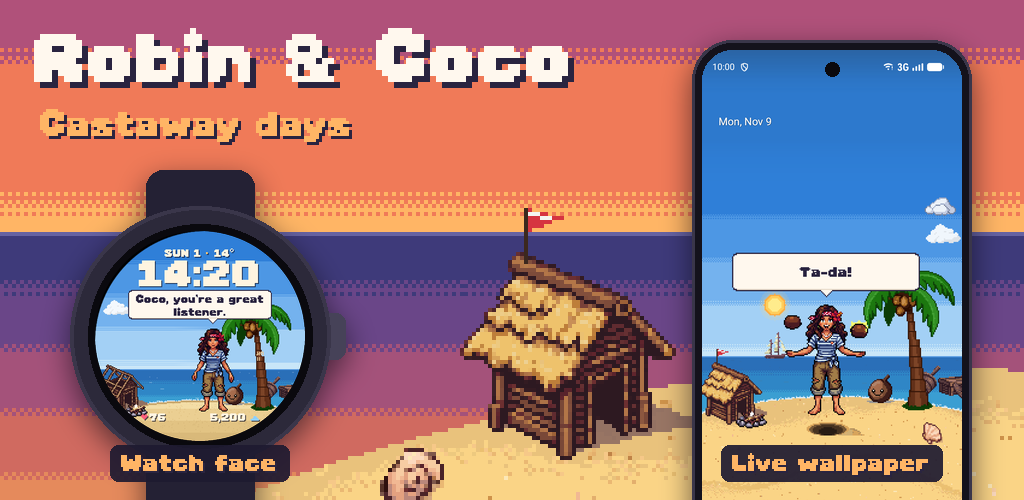 Robin & Coco
Castaway days
SUN 1 · 14°
14:20
Coco, you're a great
listener.
75 5,200
Watch face
10:00 3G
Mon, Nov 9
Ta-da!
Live wallpaper